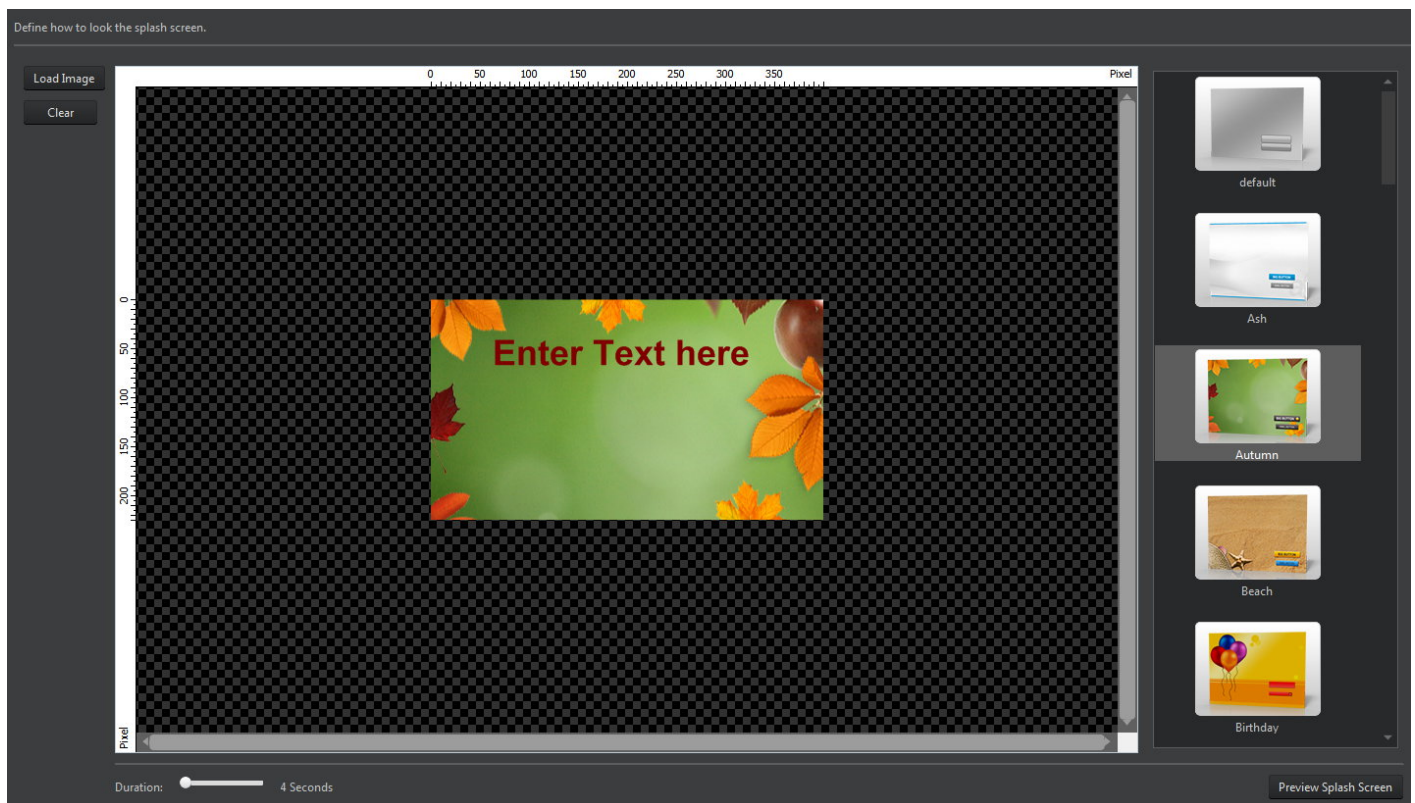 Define how to look the splash screen.
Load Image
Clear
0 50 100 150 200 250 300 350
Pixel
0
50
100
150
200
Pixel
Enter Text here
default
Ash
Autumn
Beach
Birthday
Duration:
4 Seconds
Preview Splash Screen